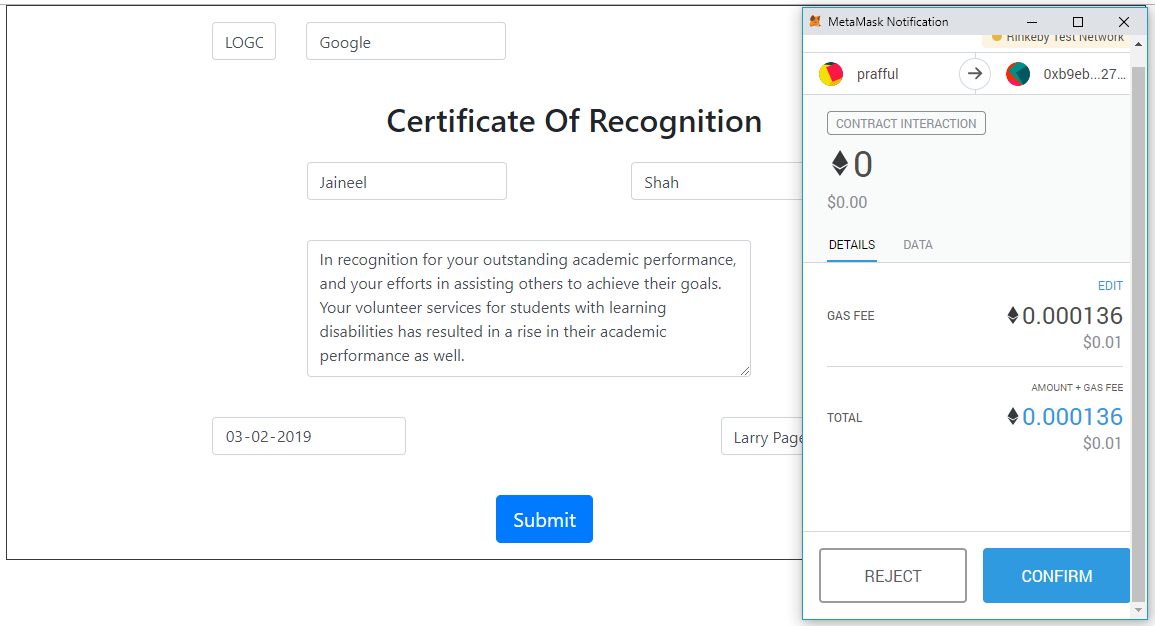 LOGO
Google
Certificate Of Recognition
Jaineel
Shah
In recognition for your outstanding academic performance,
and your efforts in assisting others to achieve their goals.
Your volunteer services for students with learning
disabilities has resulted in a rise in their academic
performance as well.
03-02-2019
Larry Page
Submit
MetaMask Notification
Rinkeby Test Network
prafful
0xb9eb...27...
CONTRACT INTERACTION
0
$0.00
DETAILS DATA
EDIT
GAS FEE 0.000136
$0.01
AMOUNT + GAS FEE
TOTAL 0.000136
$0.01
REJECT CONFIRM